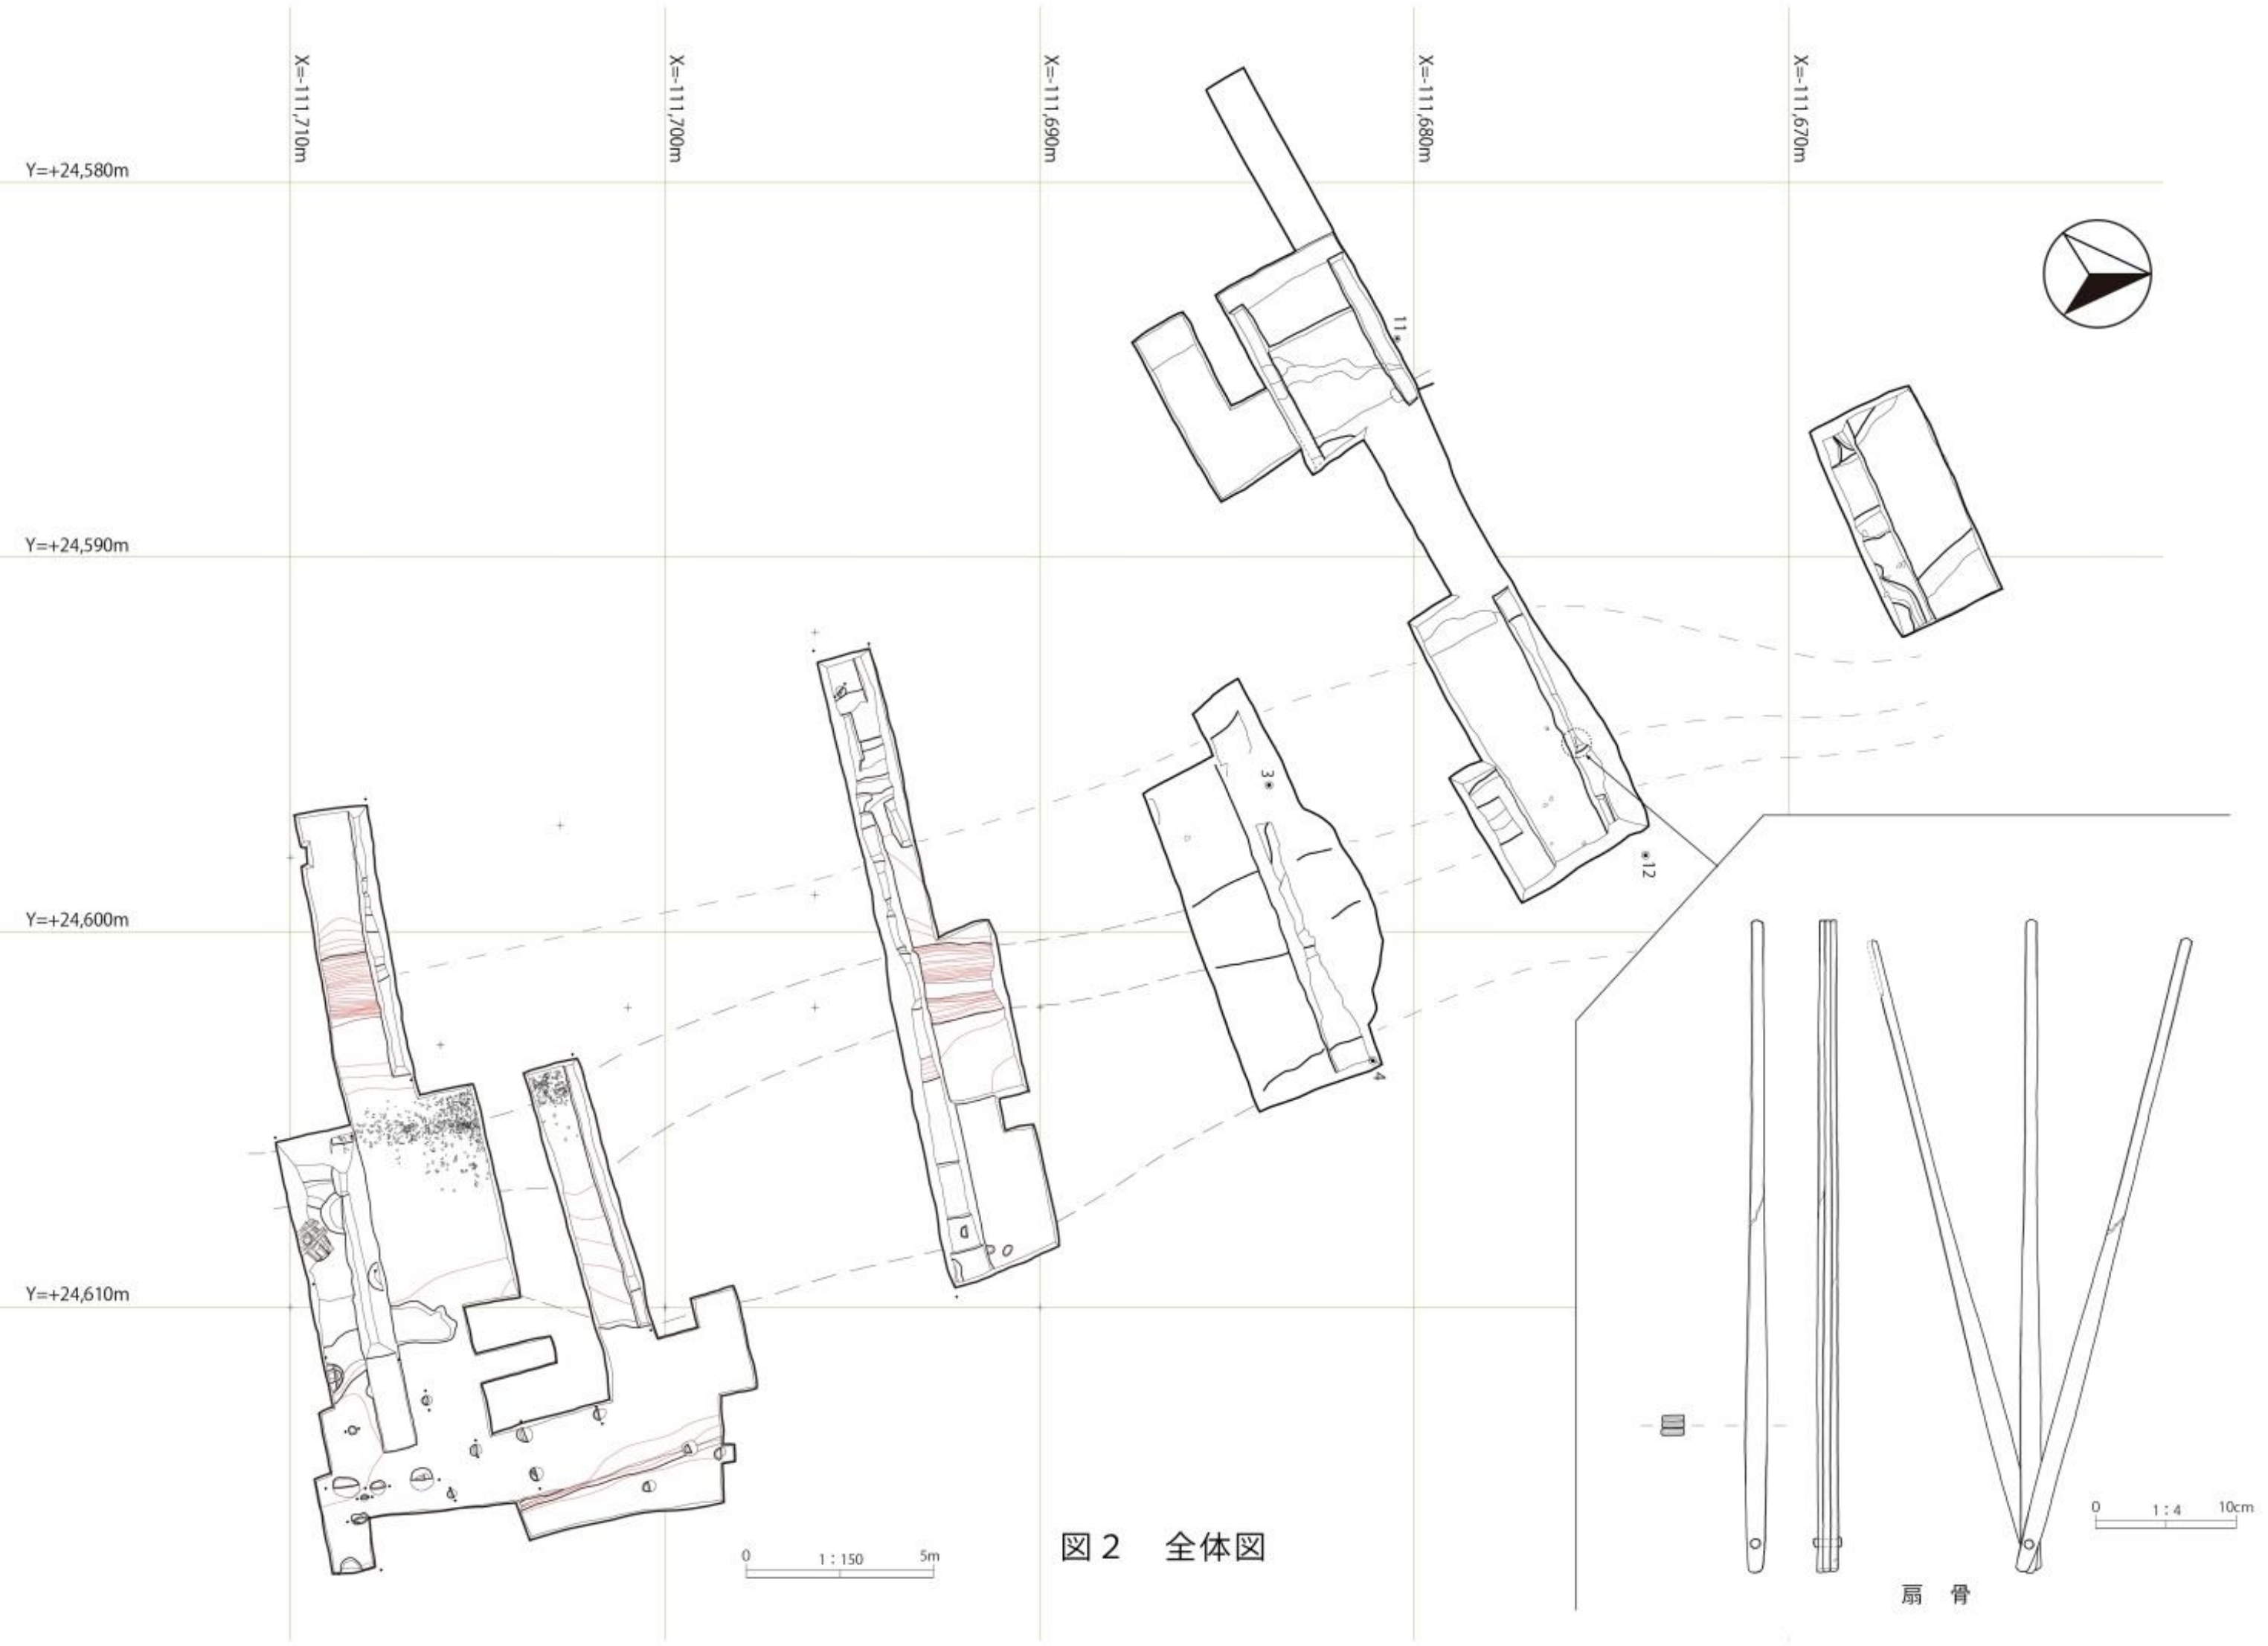 X=-111,710m
X=-111,700m
X=-111,690m
X=-111,680m
X=-111,670m
Y=+24,580m
11
Y=+24,590m
3
12
Y=+24,600m
4
Y=+24,610m
0 1:4 10cm
0 1:150 5m
図2 全体図
扇骨